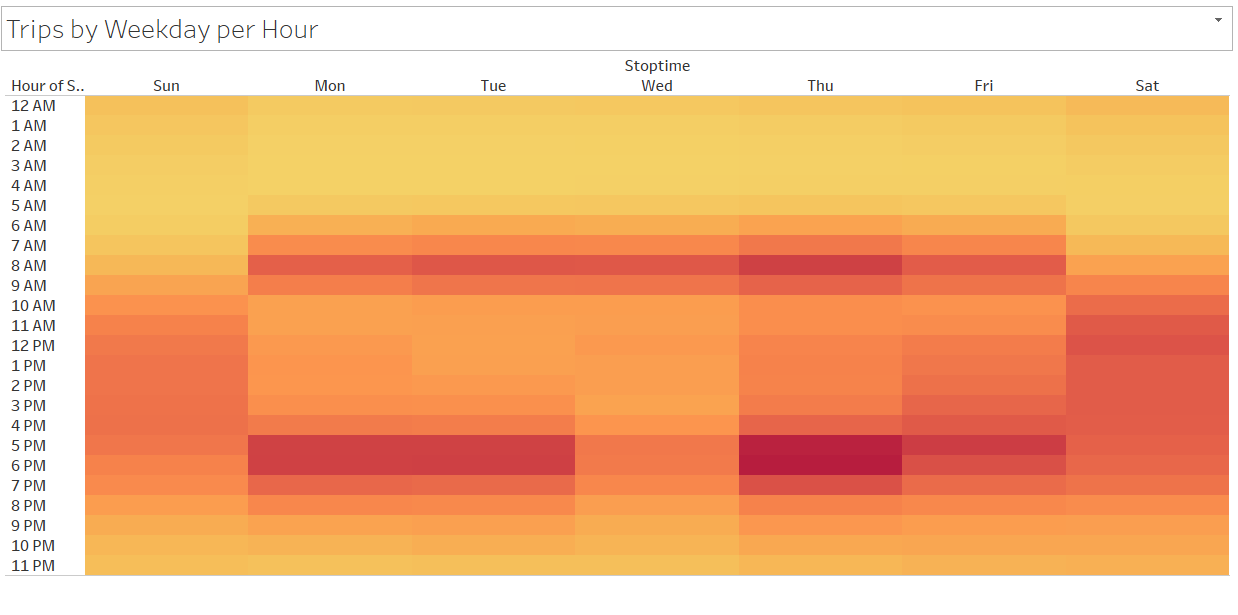 Trips by Weekday per Hour
Stoptime
Hour of S.. Sun Mon Tue Wed Thu Fri Sat
12 AM
1 AM
2 AM
3 AM
4 AM
5 AM
6 AM
7 AM
8 AM
9 AM
10 AM
11 AM
12 PM
1 PM
2 PM
3 PM
4 PM
5 PM
6 PM
7 PM
8 PM
9 PM
10 PM
11 PM